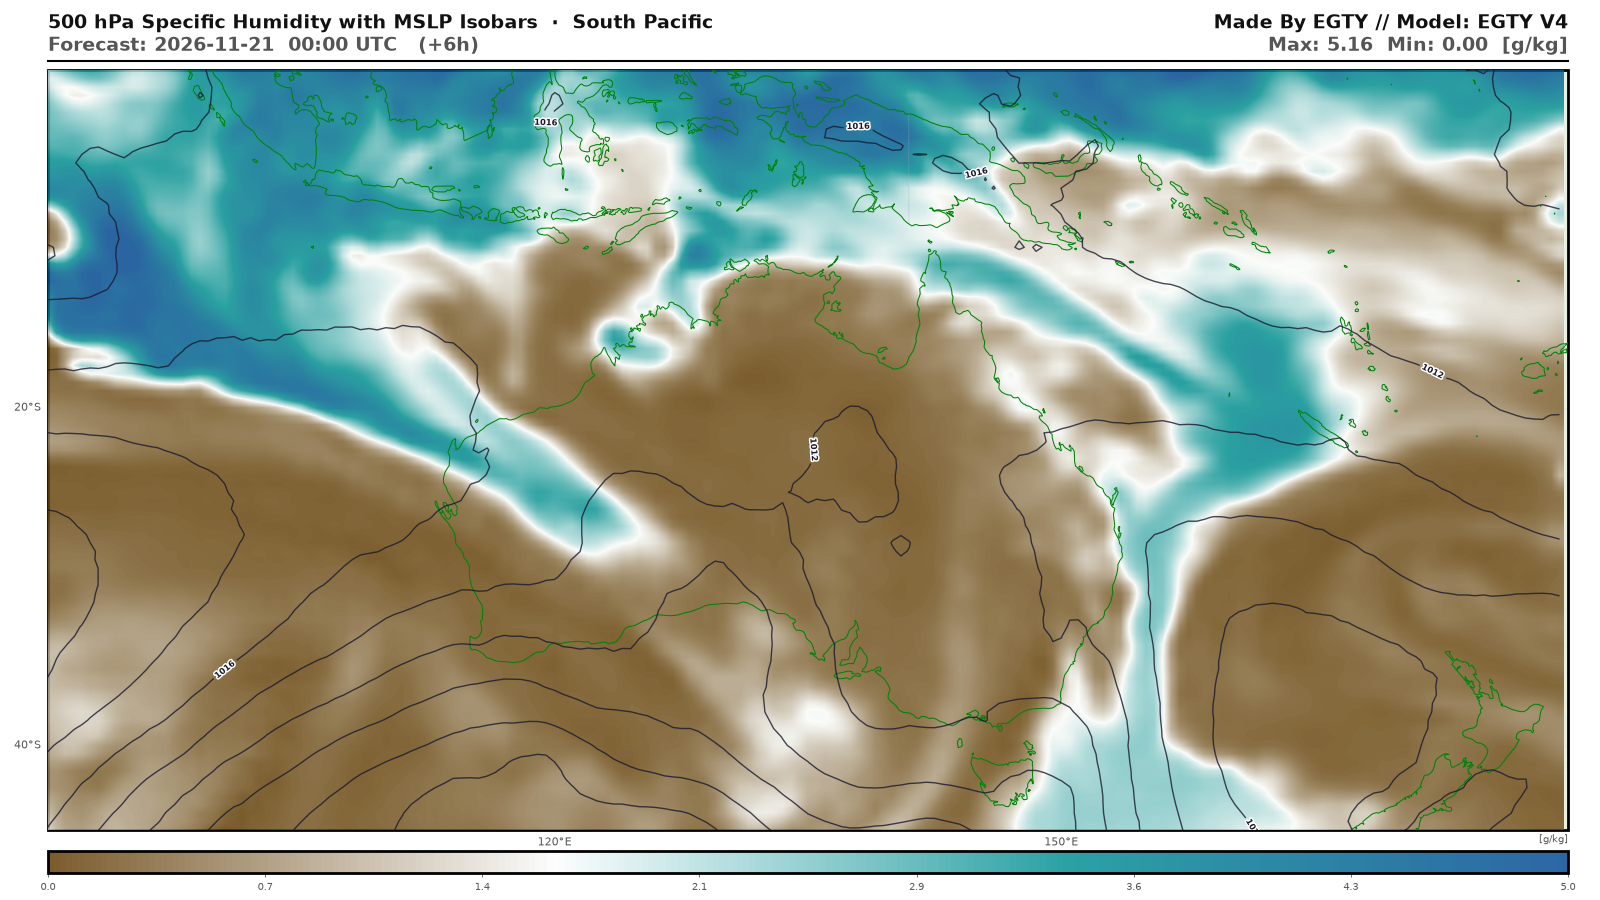 500 hPa Specific Humidity with MSLP Isobars · South Pacific
Made By EGTY // Model: EGTY V4
Forecast: 2026-11-21 00:00 UTC (+6h)
Max: 5.16 Min: 0.00 [g/kg]
1016
1016
1016
1012
20°S
1012
1016
40°S
120°E
150°E
[g/kg]
0.0
0.7
1.4
2.1
2.9
3.6
4.3
5.0